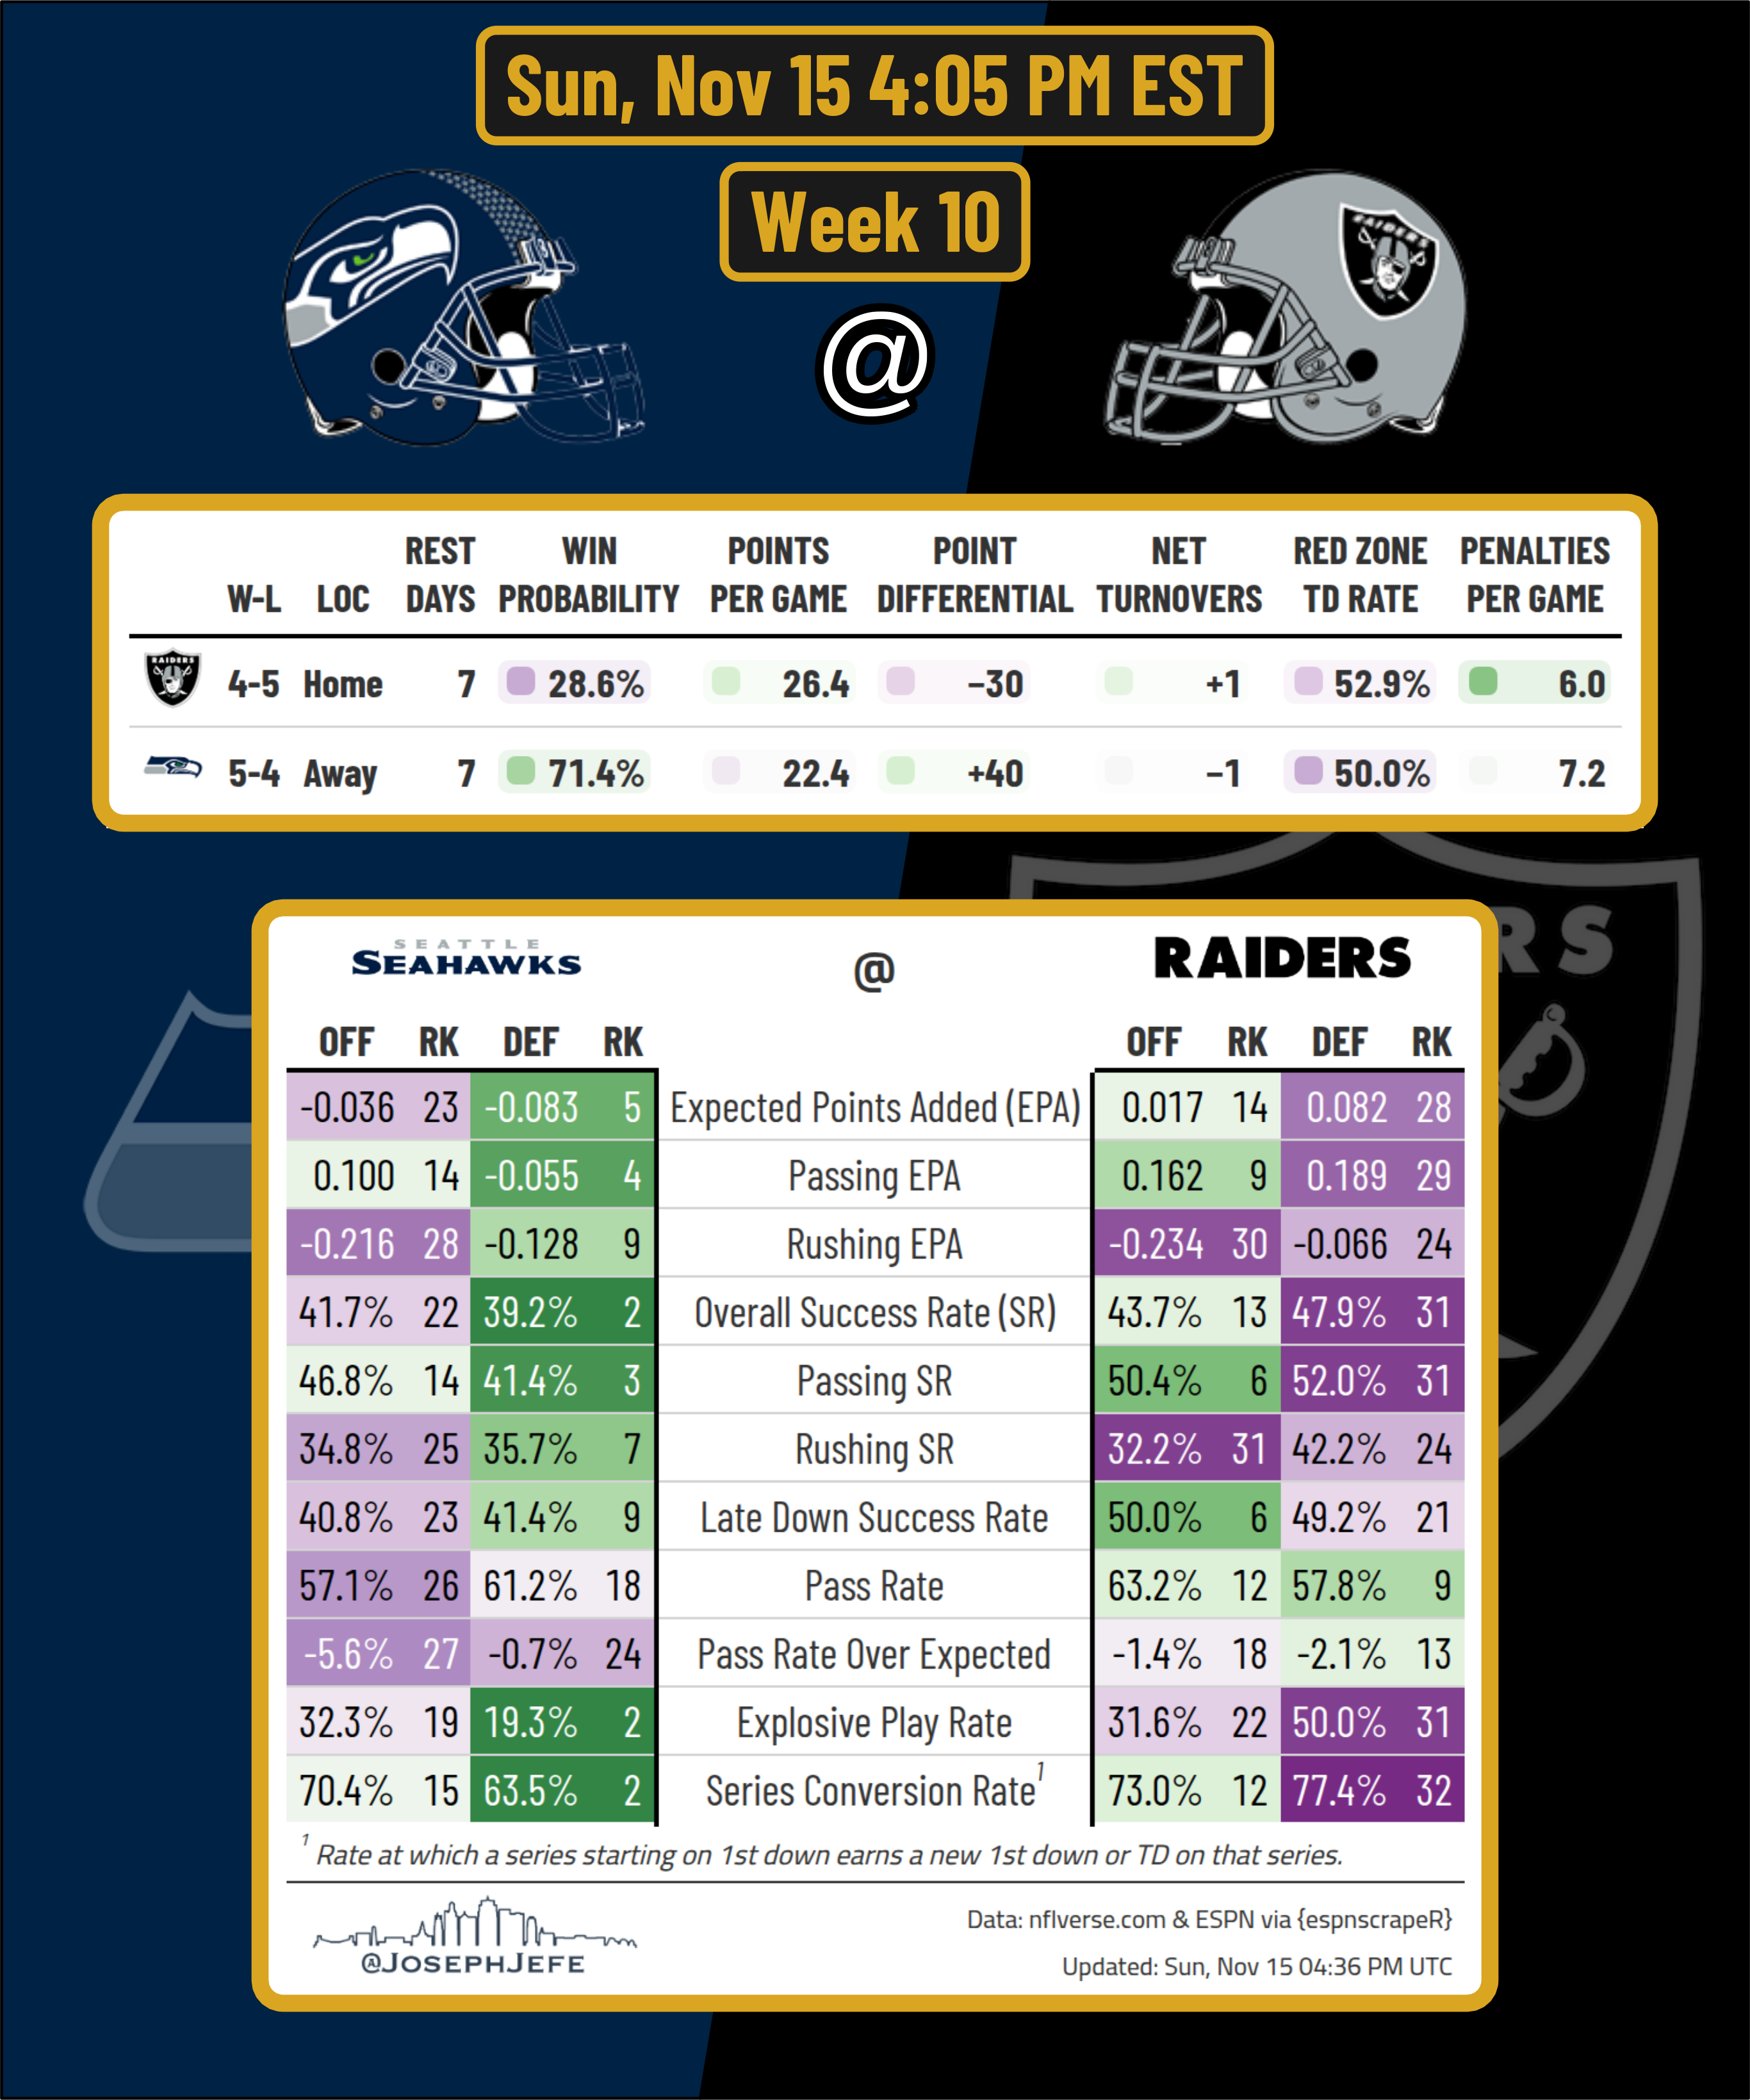 Sun, Nov 15 4:05 PM EST
Week 10
@
RAIDERS
W-L LOC REST DAYS WIN PROBABILITY POINTS PER GAME POINT DIFFERENTIAL NET TURNOVERS RED ZONE TD RATE PENALTIES PER GAME
RAIDERS 4-5 Home 7 28.6% 26.4 −30 +1 52.9% 6.0
5-4 Away 7 71.4% 22.4 +40 −1 50.0% 7.2
RS
SEATTLE
SEAHAWKS @ RAIDERS
OFF RK DEF RK OFF RK DEF RK
-0.036 23 -0.083 5 Expected Points Added (EPA) 0.017 14 0.082 28
0.100 14 -0.055 4 Passing EPA 0.162 9 0.189 29
-0.216 28 -0.128 9 Rushing EPA -0.234 30 -0.066 24
41.7% 22 39.2% 2 Overall Success Rate (SR) 43.7% 13 47.9% 31
46.8% 14 41.4% 3 Passing SR 50.4% 6 52.0% 31
34.8% 25 35.7% 7 Rushing SR 32.2% 31 42.2% 24
40.8% 23 41.4% 9 Late Down Success Rate 50.0% 6 49.2% 21
57.1% 26 61.2% 18 Pass Rate 63.2% 12 57.8% 9
-5.6% 27 -0.7% 24 Pass Rate Over Expected -1.4% 18 -2.1% 13
32.3% 19 19.3% 2 Explosive Play Rate 31.6% 22 50.0% 31
70.4% 15 63.5% 2 Series Conversion Rate¹ 73.0% 12 77.4% 32
¹ Rate at which a series starting on 1st down earns a new 1st down or TD on that series.
@JOSEPHJEFE
Data: nflverse.com & ESPN via {espnscrapeR}
Updated: Sun, Nov 15 04:36 PM UTC